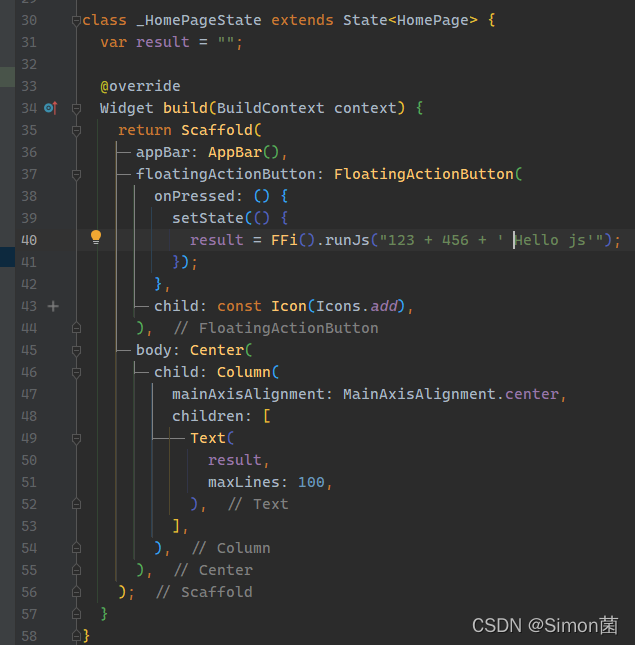 30 class _HomePageState extends State<HomePage> {
31 var result = "";
32
33 @override
34 Widget build(BuildContext context) {
35 return Scaffold(
36 appBar: AppBar(),
37 floatingActionButton: FloatingActionButton(
38 onPressed: () {
39 setState(() {
40 result = FFi().runJs("123 + 456 + ' Hello js'");
41 });
42 },
43 child: const Icon(Icons.add),
44 ), // FloatingActionButton
45 body: Center(
46 child: Column(
47 mainAxisAlignment: MainAxisAlignment.center,
48 children: [
49 Text(
50 result,
51 maxLines: 100,
52 ), // Text
53 ],
54 ), // Column
55 ), // Center
56 ); // Scaffold
57 }
58 }
CSDN @Simon菌